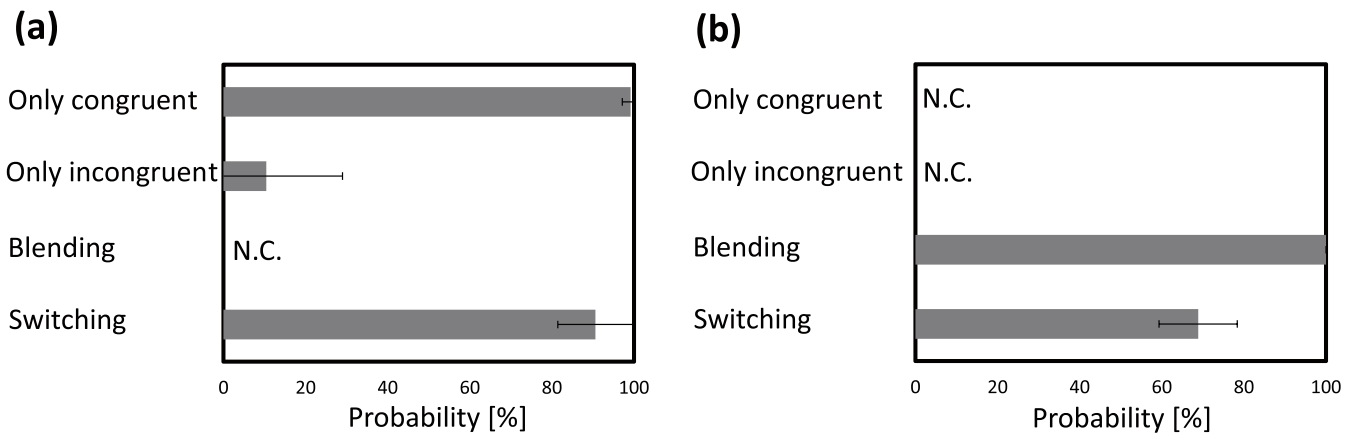 (a)
Only congruent
Only incongruent
Blending
N.C.
Switching
0 20 40 60 80 100
Probability [%]
(b)
Only congruent
N.C.
Only incongruent
N.C.
Blending
Switching
0 20 40 60 80 100
Probability [%]